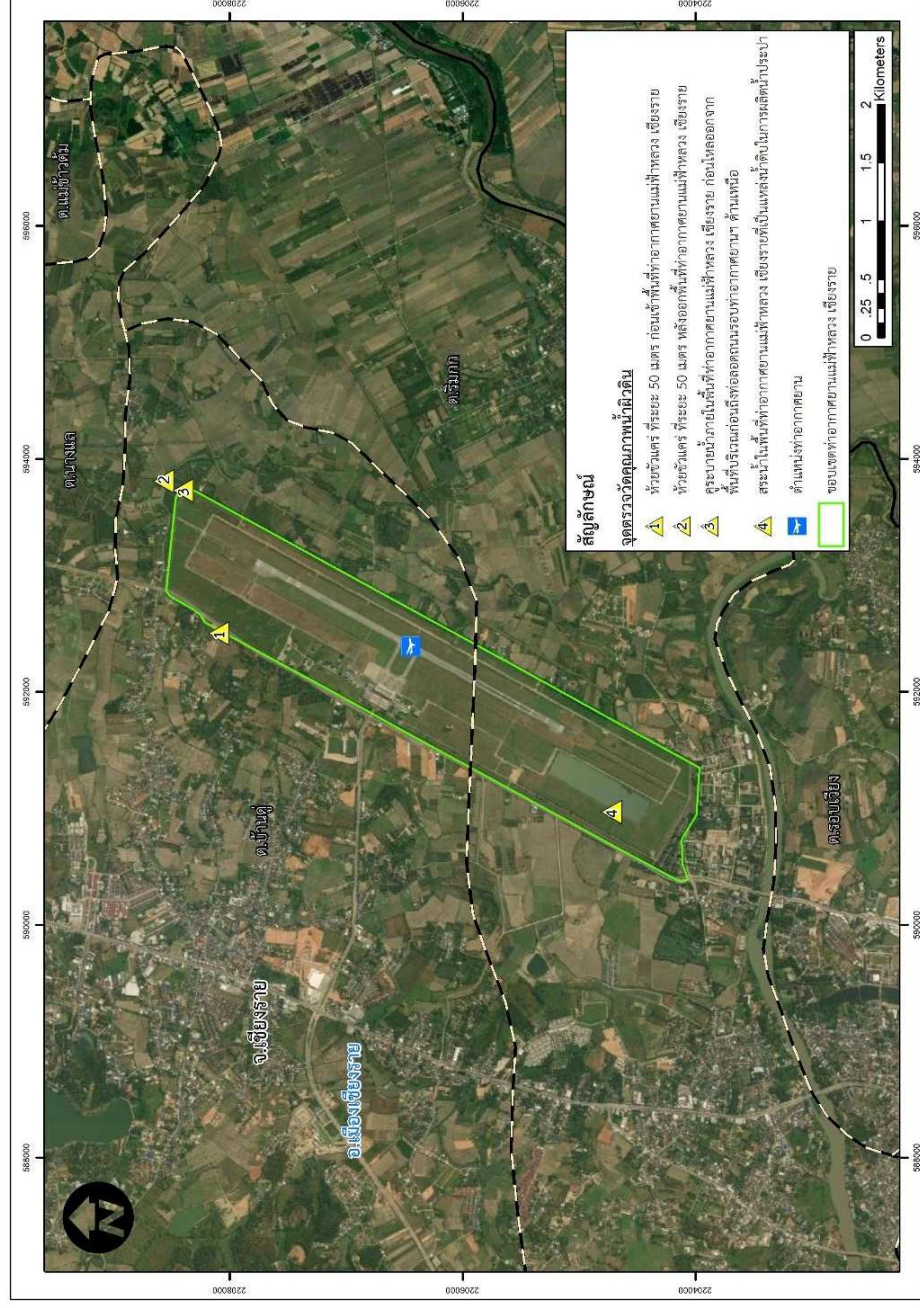 588000
590000
592000
594000
596000
2208000
2206000
2204000
2208000
2206000
2204000
588000
590000
592000
594000
596000
N
ต.แม่ข้าวต้ม
ต.นางแล
ต.ริมกก
ต.บ้านดู่
จ.เชียงราย
อ.เมืองเชียงราย
ต.รอบเวียง
1
2
3
4
สัญลักษณ์
จุดตรวจวัดคุณภาพน้ำผิวดิน
1 ห้วยขัวแคร่ ที่ระยะ 50 เมตร ก่อนเข้าพื้นที่ท่าอากาศยานแม่ฟ้าหลวง เชียงราย
2 ห้วยขัวแคร่ ที่ระยะ 50 เมตร หลังออกพื้นที่ท่าอากาศยานแม่ฟ้าหลวง เชียงราย
3 คูระบายน้ำภายในพื้นที่ท่าอากาศยานแม่ฟ้าหลวง เชียงราย ก่อนไหลออกจาก
พื้นที่บริเวณก่อนถึงท่อลอดถนนรอบท่าอากาศยานฯ ด้านเหนือ
4 สระน้ำในพื้นที่ท่าอากาศยานแม่ฟ้าหลวง เชียงรายที่เป็นแหล่งน้ำดิบในการผลิตน้ำประปา
ตำแหน่งท่าอากาศยาน
ขอบเขตท่าอากาศยานแม่ฟ้าหลวง เชียงราย
0 .25 .5 1 1.5 2
Kilometers